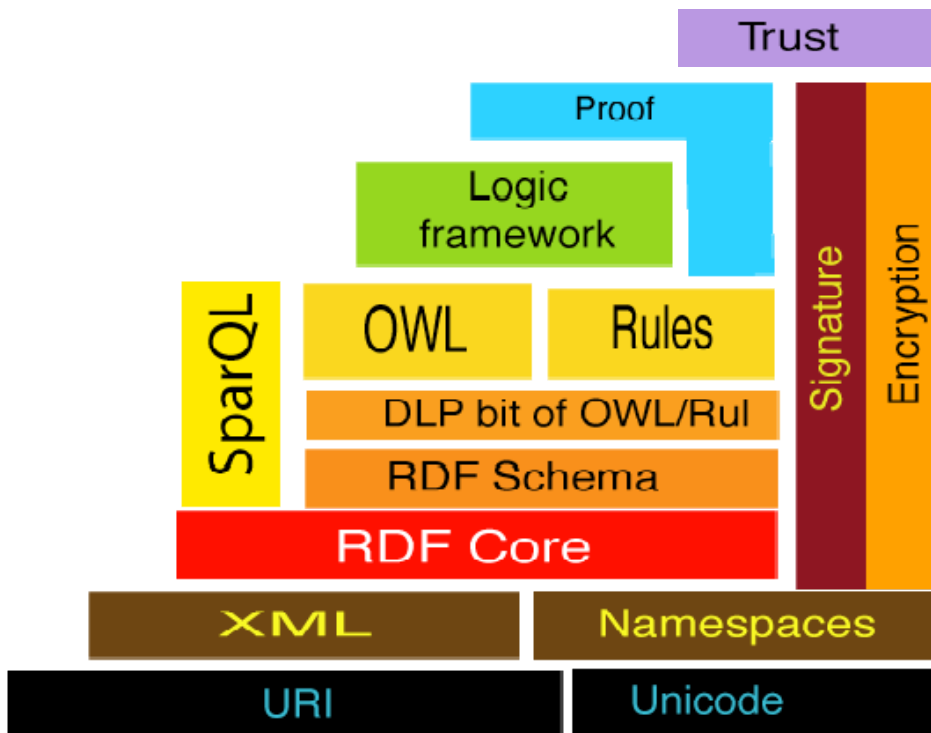 Trust
Proof
Logic
framework
SparQL
OWL
Rules
Signature
Encryption
DLP bit of OWL/Rul
RDF Schema
RDF Core
XML
Namespaces
URI
Unicode